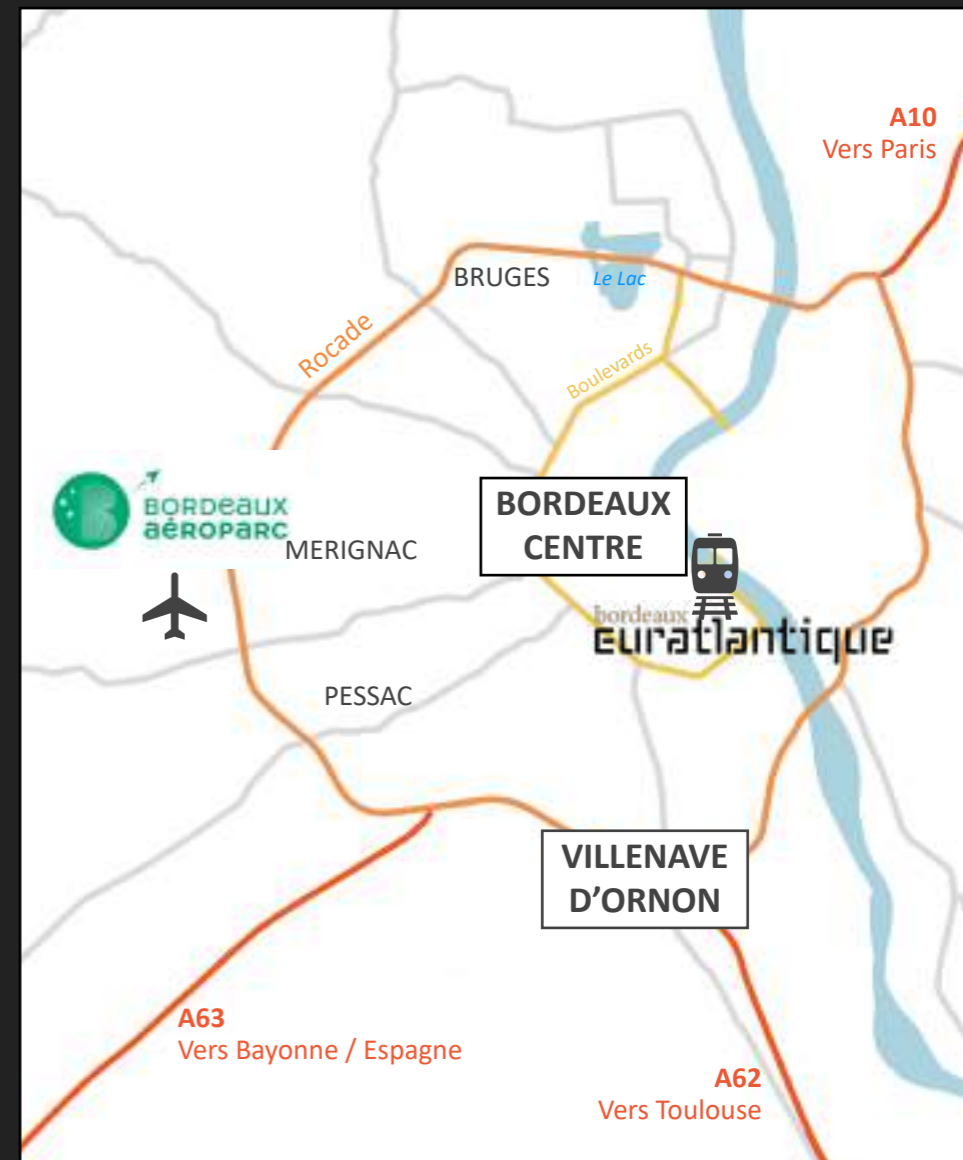 A10
Vers Paris
BRUGES
Le Lac
Rocade
Boulevards
BORDEAUX
CENTRE
BORDeaUX
aéROPaRC
MERIGNAC
bordeaux
euratlantique
PESSAC
VILLENAVE
D’ORNON
A63
Vers Bayonne / Espagne
A62
Vers Toulouse